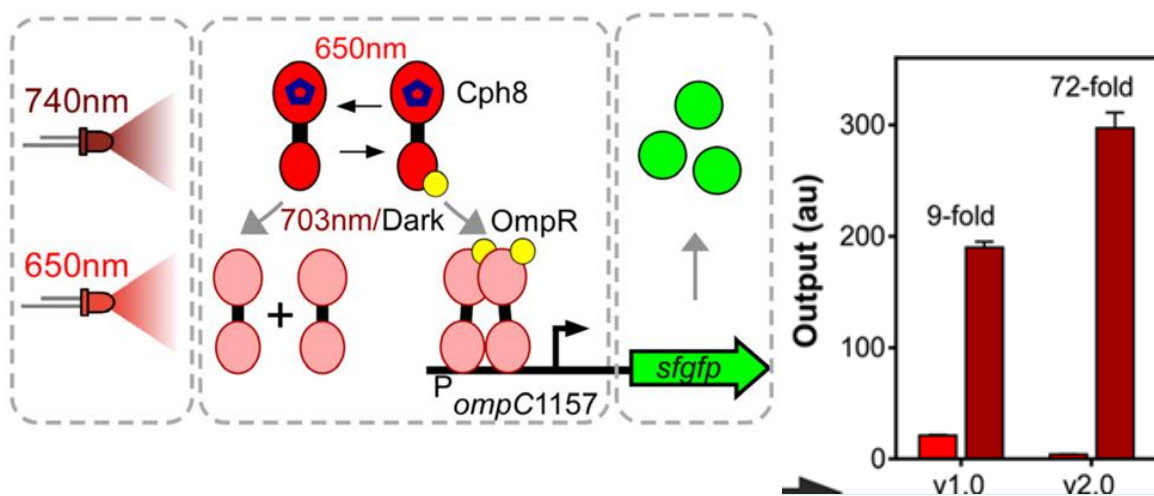 740nm
650nm
650nm
Cph8
703nm/Dark
OmpR
P
ompC1157
sfgfp
Output (au)
300
200
100
0
9-fold
72-fold
v1.0
v2.0